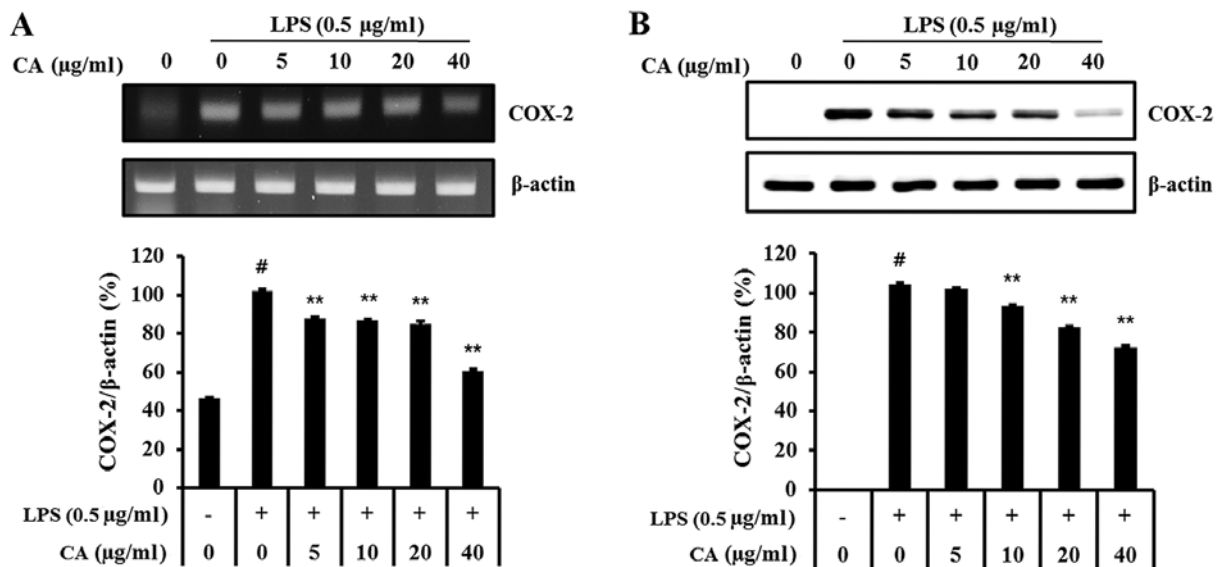 A
LPS (0.5 μg/ml)
CA (μg/ml) 0 0 5 10 20 40
COX-2
β-actin
COX-2/β-actin (%)
120
100
80
60
40
20
0
#
**
**
**
**
LPS (0.5 μg/ml) - + + + + +
CA (μg/ml) 0 0 5 10 20 40
B
LPS (0.5 μg/ml)
CA (μg/ml) 0 0 5 10 20 40
COX-2
β-actin
COX-2/β-actin (%)
120
100
80
60
40
20
0
#
**
**
**
LPS (0.5 μg/ml) - + + + + +
CA (μg/ml) 0 0 5 10 20 40